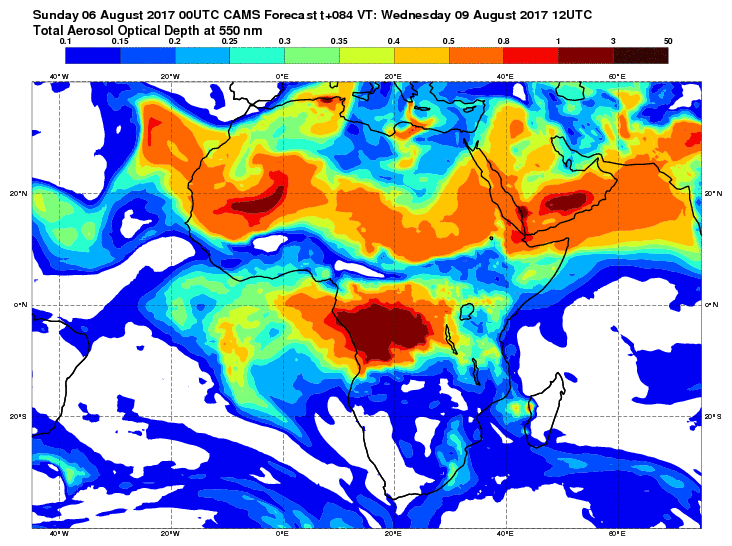 Sunday 06 August 2017 00UTC CAMS Forecast t+084 VT: Wednesday 09 August 2017 12UTC
Total Aerosol Optical Depth at 550 nm
0.1 0.15 0.2 0.25 0.3 0.35 0.4 0.5 0.8 1 3 50
40°W 20°W 0°E 20°E 40°E 60°E
20°N 20°N
0°N 0°N
20°S 20°S
40°W 20°W 0°E 20°E 40°E 60°E